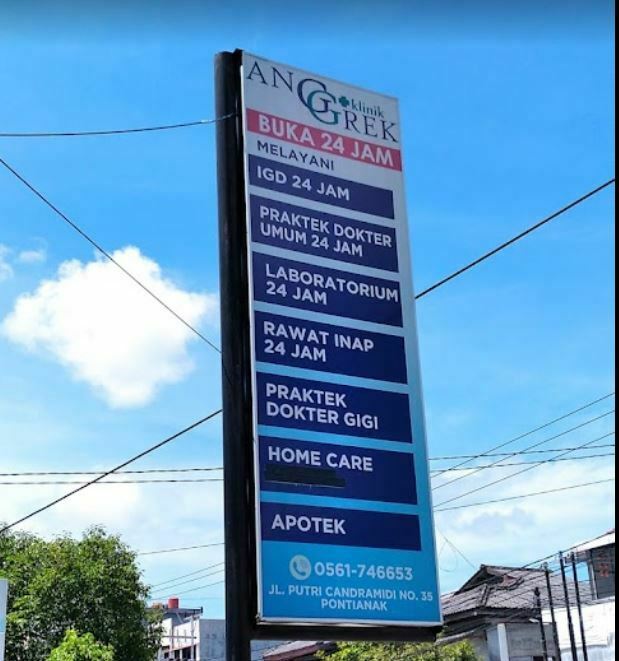 ANGGREK
klinik
BUKA 24 JAM
MELAYANI
IGD 24 JAM
PRAKTEK DOKTER
UMUM 24 JAM
LABORATORIUM
24 JAM
RAWAT INAP
24 JAM
PRAKTEK
DOKTER GIGI
HOME CARE
APOTEK
0561-746653
JL. PUTRI CANDRAMIDI NO. 35
PONTIANAK